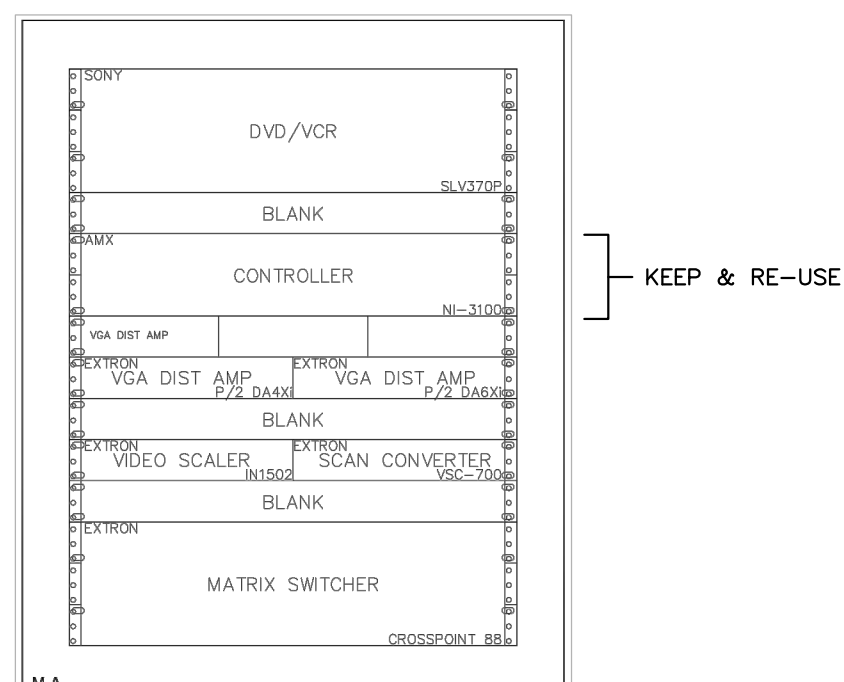 SONY
DVD/VCR
SLV370P
BLANK
AMX
CONTROLLER
NI-3100
KEEP & RE-USE
VGA DIST AMP
EXTRON
VGA DIST AMP
P/2 DA4Xi
EXTRON
VGA DIST AMP
P/2 DA6Xi
BLANK
EXTRON
VIDEO SCALER
IN1502
EXTRON
SCAN CONVERTER
VSC-700
BLANK
EXTRON
MATRIX SWITCHER
CROSSPOINT 88